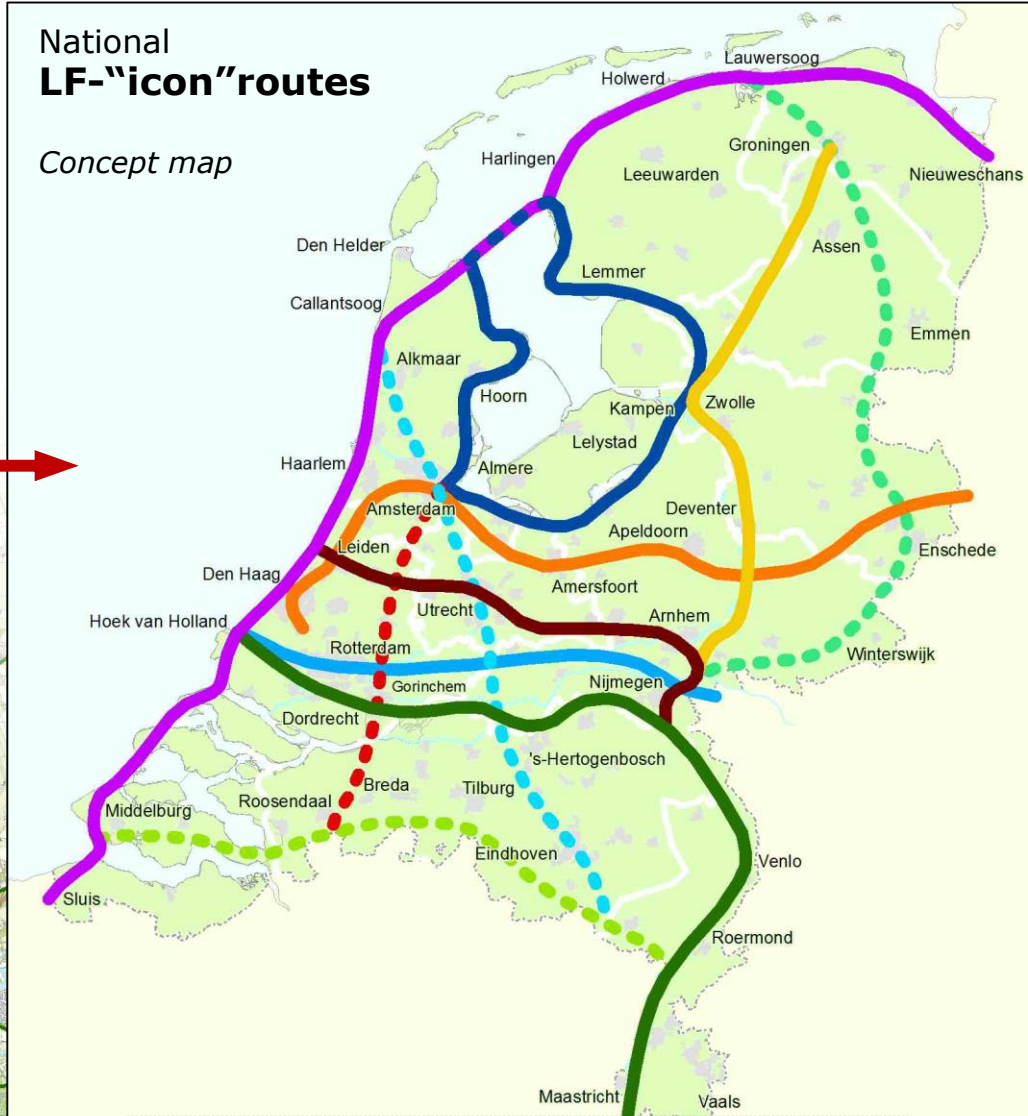 National
LF-“icon”routes
Concept map
Lauwersoog
Holwerd
Groningen
Harlingen
Leeuwarden
Nieuweschans
Den Helder
Assen
Lemmer
Callantsoog
Emmen
Alkmaar
Hoorn
Kampen
Zwolle
Lelystad
Haarlem
Almere
Amsterdam
Deventer
Apeldoorn
Leiden
Enschede
Den Haag
Amersfoort
Utrecht
Arnhem
Hoek van Holland
Rotterdam
Winterswijk
Nijmegen
Gorinchem
Dordrecht
's-Hertogenbosch
Breda
Tilburg
Roosendaal
Middelburg
Eindhoven
Venlo
Sluis
Roermond
Maastricht
Vaals